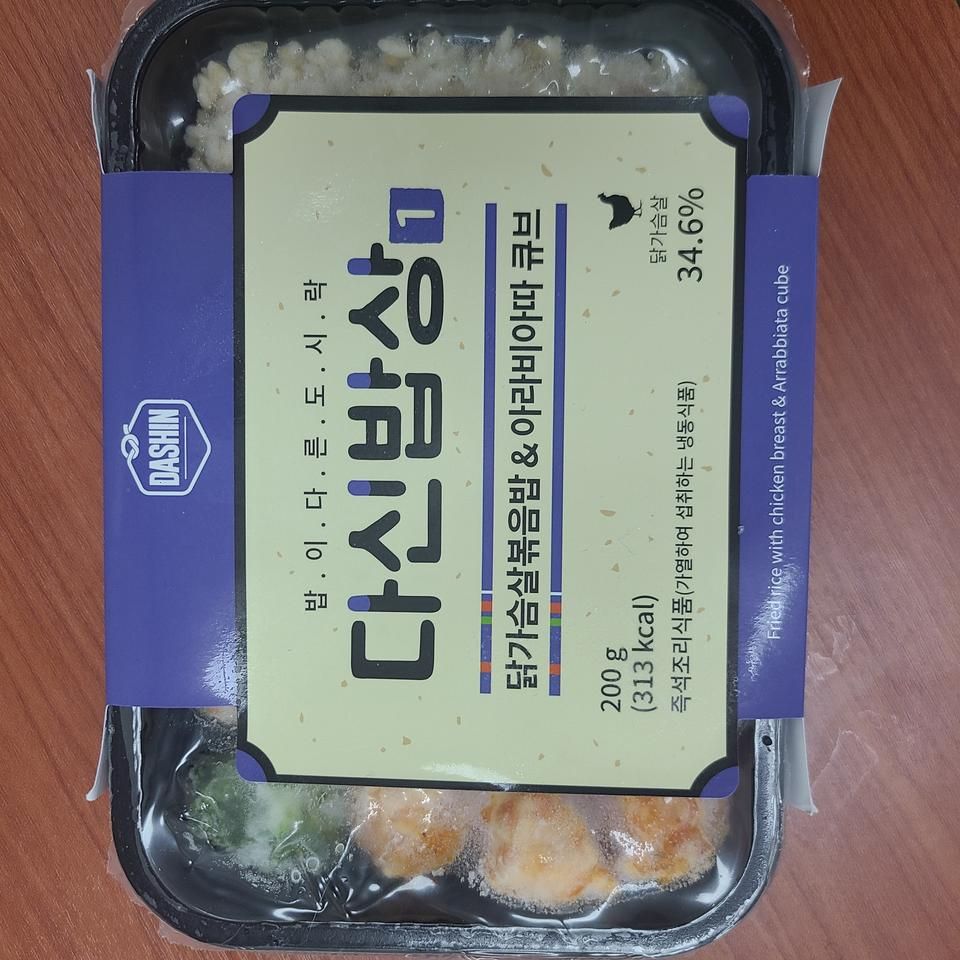 DASHIN
밥.이.다.른.도.시.락
다신밥상 1
닭가슴살볶음밥 & 아라비아따 큐브
닭가슴살
34.6%
200 g
(313 kcal)
즉석조리식품(가열하여 섭취하는 냉동식품)
Fried rice with chicken breast & Arrabbiata cube